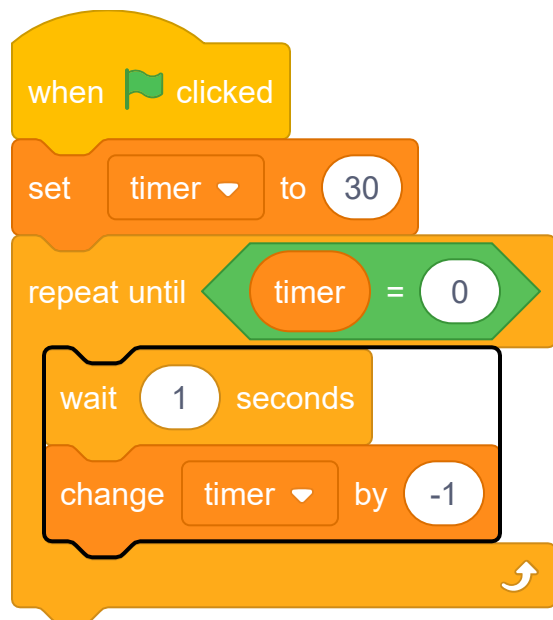 when clicked
set timer to 30
repeat until timer = 0
wait 1 seconds
change timer by -1